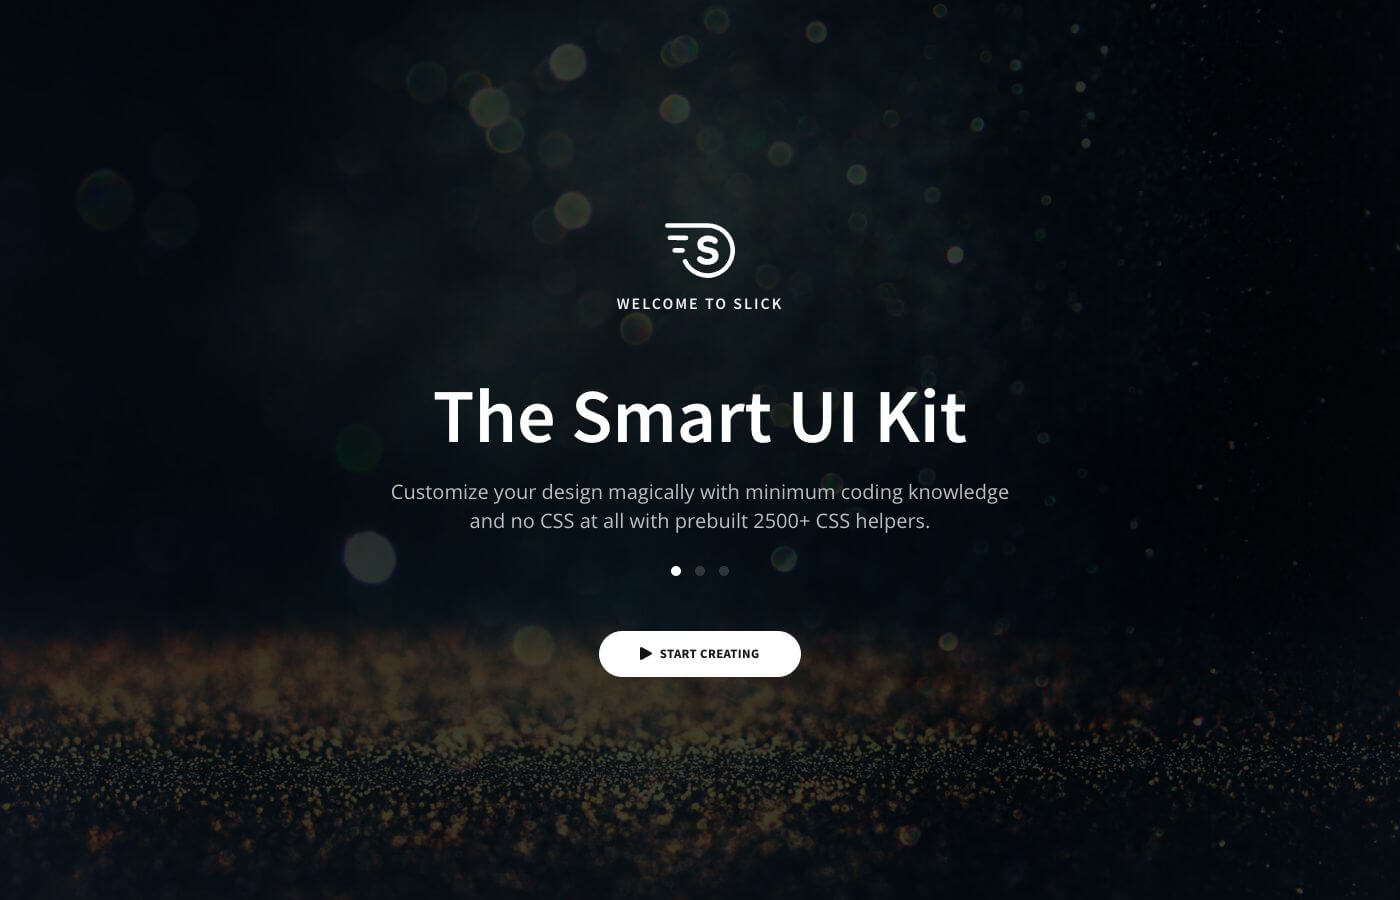 S
WELCOME TO SLICK
The Smart UI Kit
Customize your design magically with minimum coding knowledge
and no CSS at all with prebuilt 2500+ CSS helpers.
START CREATING